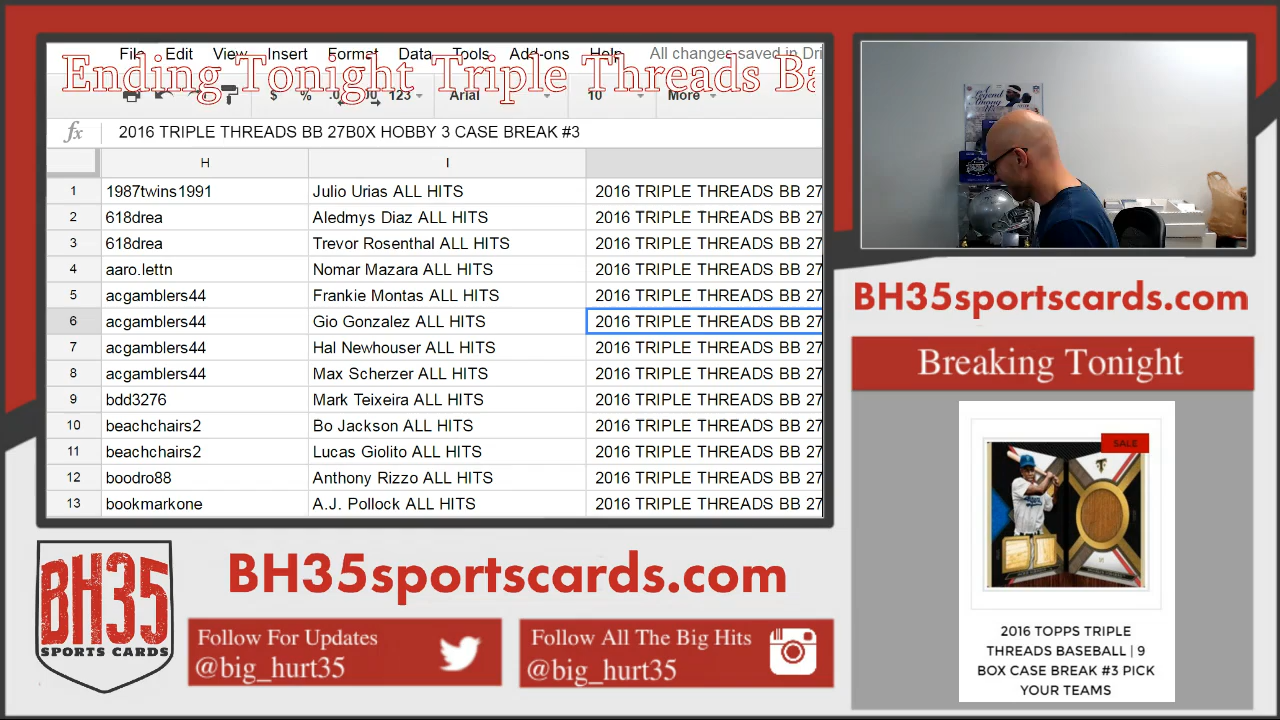 File Edit View Insert Format Data Tools Add-ons Help All changes saved in Dri
Ending Tonight Triple Threads Ba
$ % .0 .00 123 Arial 10 More
fx 2016 TRIPLE THREADS BB 27B0X HOBBY 3 CASE BREAK #3
H I
1 1987twins1991 Julio Urias ALL HITS 2016 TRIPLE THREADS BB 27
2 618drea Aledmys Diaz ALL HITS 2016 TRIPLE THREADS BB 27
3 618drea Trevor Rosenthal ALL HITS 2016 TRIPLE THREADS BB 27
4 aaro.lettn Nomar Mazara ALL HITS 2016 TRIPLE THREADS BB 27
5 acgamblers44 Frankie Montas ALL HITS 2016 TRIPLE THREADS BB 27
6 acgamblers44 Gio Gonzalez ALL HITS 2016 TRIPLE THREADS BB 27
7 acgamblers44 Hal Newhouser ALL HITS 2016 TRIPLE THREADS BB 27
8 acgamblers44 Max Scherzer ALL HITS 2016 TRIPLE THREADS BB 27
9 bdd3276 Mark Teixeira ALL HITS 2016 TRIPLE THREADS BB 27
10 beachchairs2 Bo Jackson ALL HITS 2016 TRIPLE THREADS BB 27
11 beachchairs2 Lucas Giolito ALL HITS 2016 TRIPLE THREADS BB 27
12 boodro88 Anthony Rizzo ALL HITS 2016 TRIPLE THREADS BB 27
13 bookmarkone A.J. Pollock ALL HITS 2016 TRIPLE THREADS BB 27
A
Legend
Among
BH35sportscards.com
Breaking Tonight
SALE
2016 TOPPS TRIPLE
THREADS BASEBALL | 9
BOX CASE BREAK #3 PICK
YOUR TEAMS
BH35
SPORTS CARDS
BH35sportscards.com
Follow For Updates
@big_hurt35
Follow All The Big Hits
@big_hurt35